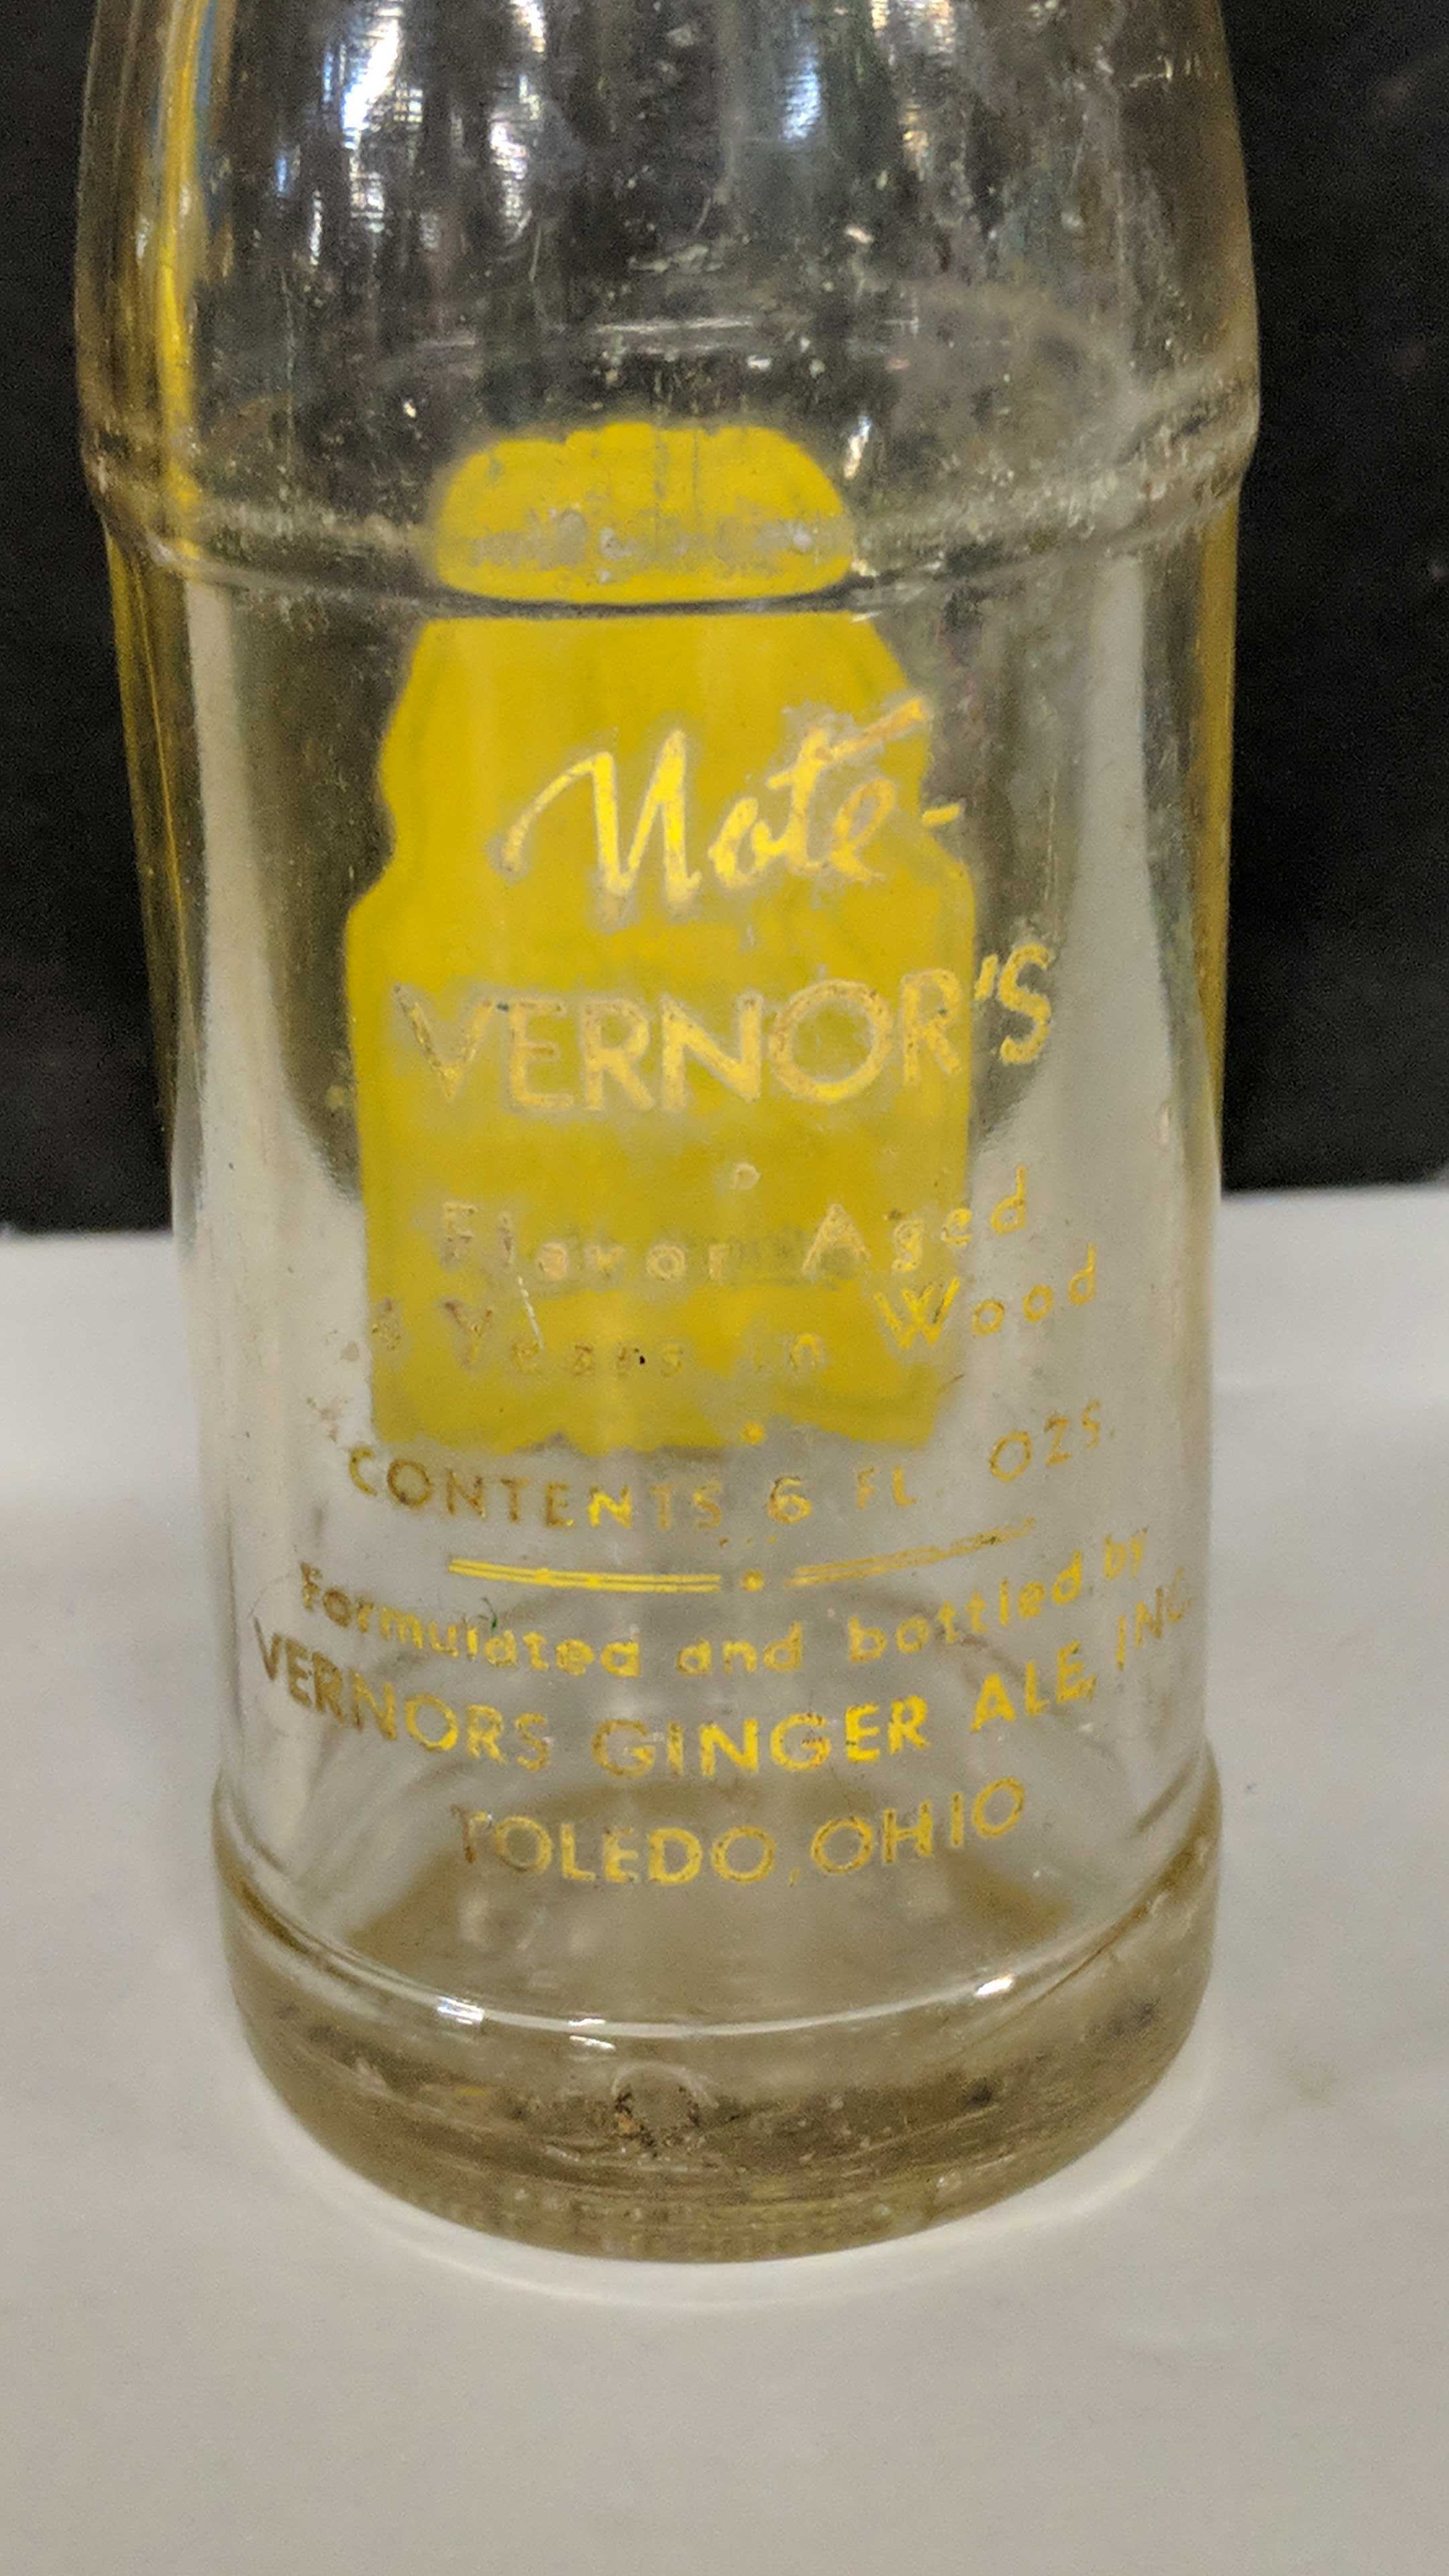 Note-
VERNOR'S
Flavor Aged
4 Years in Wood
CONTENTS 6 FL OZS.
Formulated and bottled by
VERNORS GINGER ALE, INC.
TOLEDO, OHIO